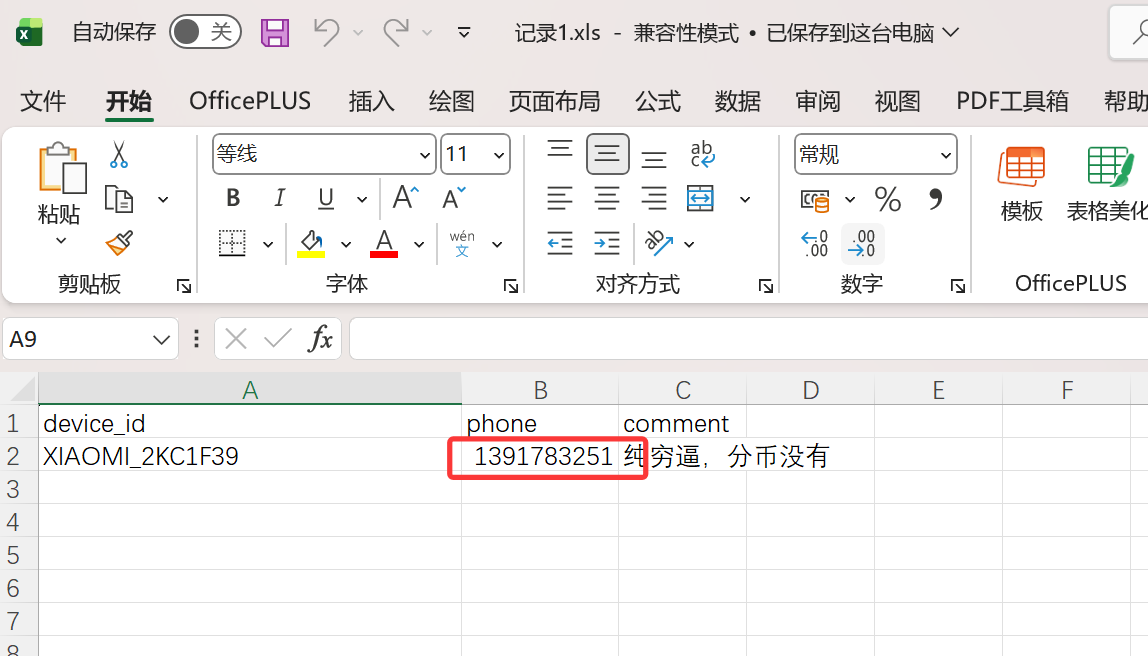 自动保存 关 记录1.xls - 兼容性模式 • 已保存到这台电脑
文件 开始 OfficePLUS 插入 绘图 页面布局 公式 数据 审阅 视图 PDF工具箱 帮助
等线 11 ab 常规
粘贴 B I U A A c % 模板 表格美化
A wén 文 ab .0 .00 .00 .0
剪贴板 字体 对齐方式 数字 OfficePLUS
A9 fx
A B C D E F
1 device_id phone comment
2 XIAOMI_2KC1F39 1391783251 纯穷逼，分币没有
3
4
5
6
7
8